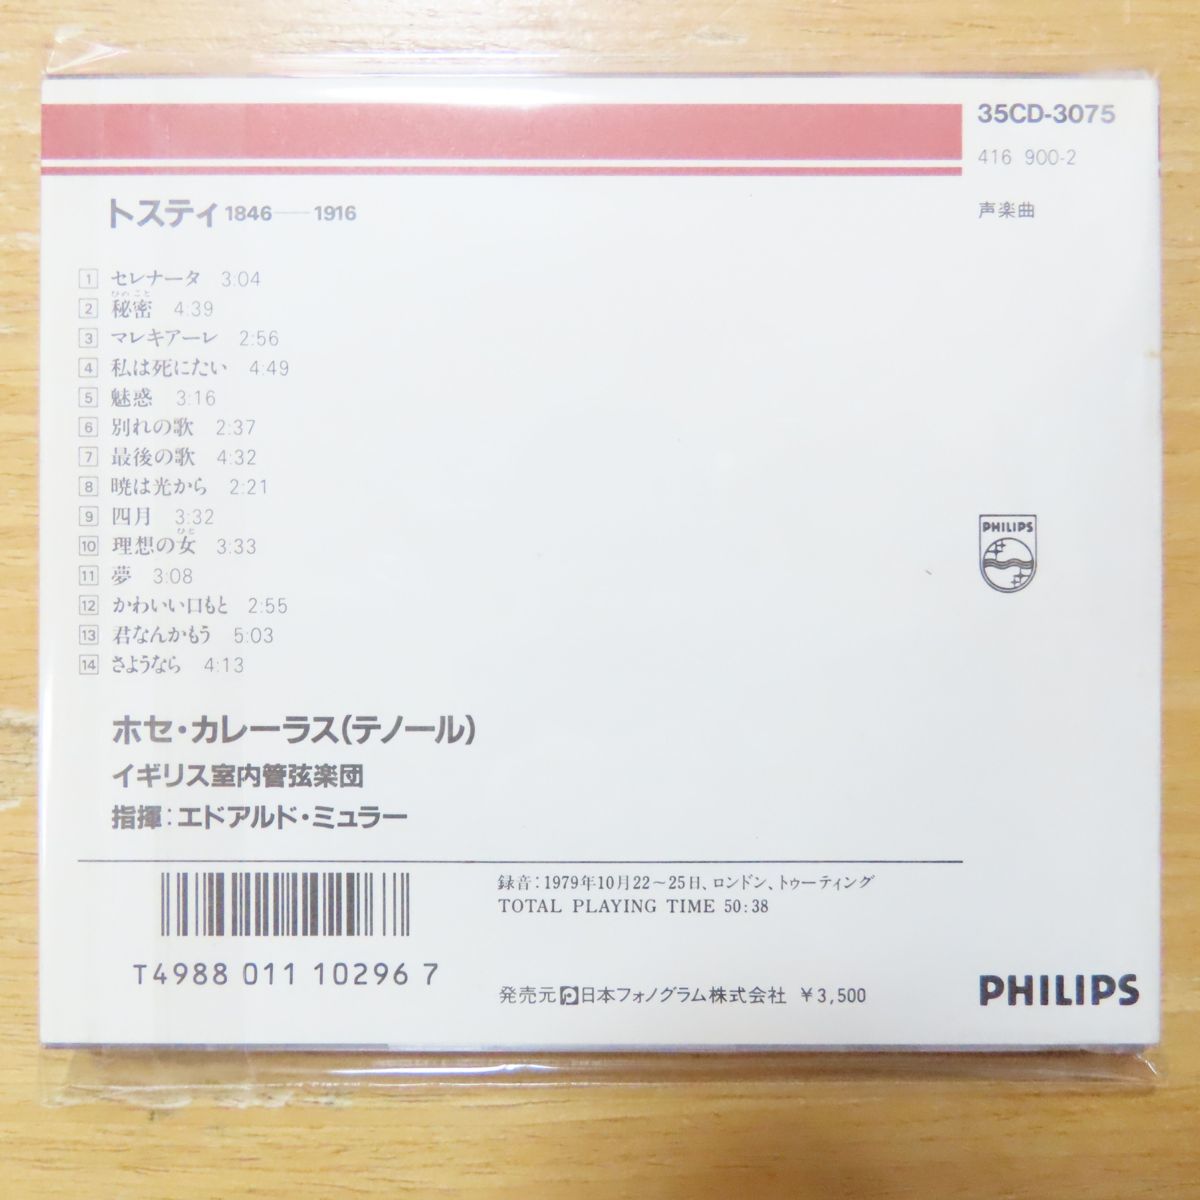 35CD-3075
416 900-2
声楽曲
トスティ 1846——1916
1 セレナータ 3:04
ひめごと
2 秘密 4:39
3 マレキアーレ 2:56
4 私は死にたい 4:49
5 魅惑 3:16
6 別れの歌 2:37
7 最後の歌 4:32
8 暁は光から 2:21
9 四月 3:32
ひと
10 理想の女 3:33
11 夢 3:08
12 かわいい口もと 2:55
13 君なんかもう 5:03
14 さようなら 4:13
PHILIPS
ホセ・カレーラス(テノール)
イギリス室内管弦楽団
指揮:エドアルド・ミュラー
録音:1979年10月22~25日、ロンドン、トゥーティング
TOTAL PLAYING TIME 50:38
T4988 011 10296 7
発売元 日本フォノグラム株式会社 ¥3,500
PHILIPS